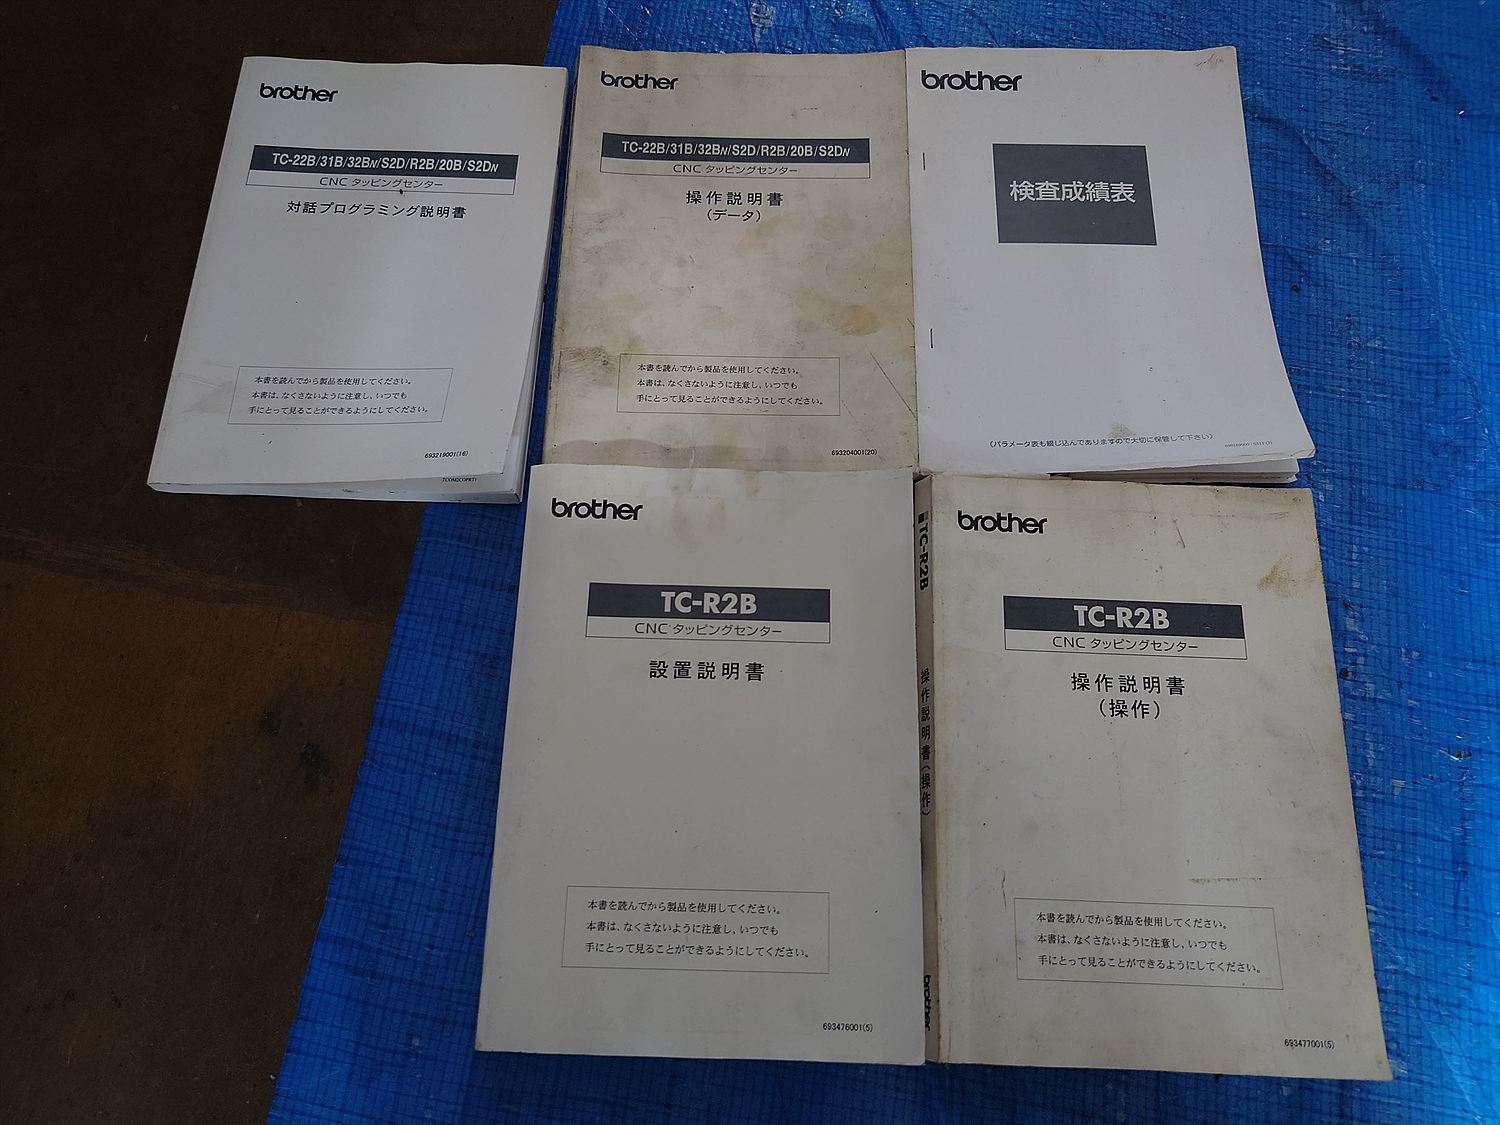 brother
TC-22B/31B/32BN/S2D/R2B/20B/S2DN
CNC タッピングセンター
対話プログラミング説明書
本書を読んでから製品を使用してください。
本書は、なくさないように注意し、いつでも
手にとって見ることができるようにしてください。
693219001(16)
brother
TC-22B/31B/32BN/S2D/R2B/20B/S2DN
CNC タッピングセンター
操作説明書
(データ)
本書を読んでから製品を使用してください。
本書は、なくさないように注意し、いつでも
手にとって見ることができるようにしてください。
693204001(20)
brother
検査成績表
(パラメータ表も綴じ込んでありますので大切に保管して下さい)
brother
TC-R2B
CNC タッピングセンター
設置説明書
本書を読んでから製品を使用してください。
本書は、なくさないように注意し、いつでも
手にとって見ることができるようにしてください。
693476001(5)
TC-R2B
操作説明書(操作)
brother
brother
TC-R2B
CNC タッピングセンター
操作説明書
(操作)
本書を読んでから製品を使用してください。
本書は、なくさないように注意し、いつでも
手にとって見ることができるようにしてください。
693477001(5)